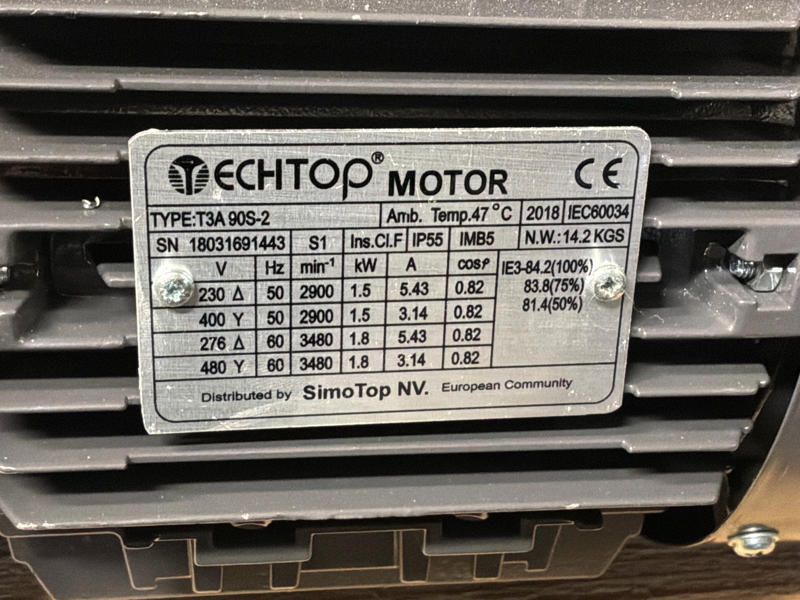 TECHTOP® MOTOR CE
TYPE:T3A 90S-2 Amb. Temp.47 °C 2018 IEC60034
SN 18031691443 S1 Ins.Cl.F IP55 IMB5 N.W.:14.2 KGS
V Hz min⁻¹ kW A cosφ IE3-84.2(100%)
230 Δ 50 2900 1.5 5.43 0.82 83.8(75%)
400 Y 50 2900 1.5 3.14 0.82 81.4(50%)
276 Δ 60 3480 1.8 5.43 0.82
480 Y 60 3480 1.8 3.14 0.82
Distributed by SimoTop NV. European Community